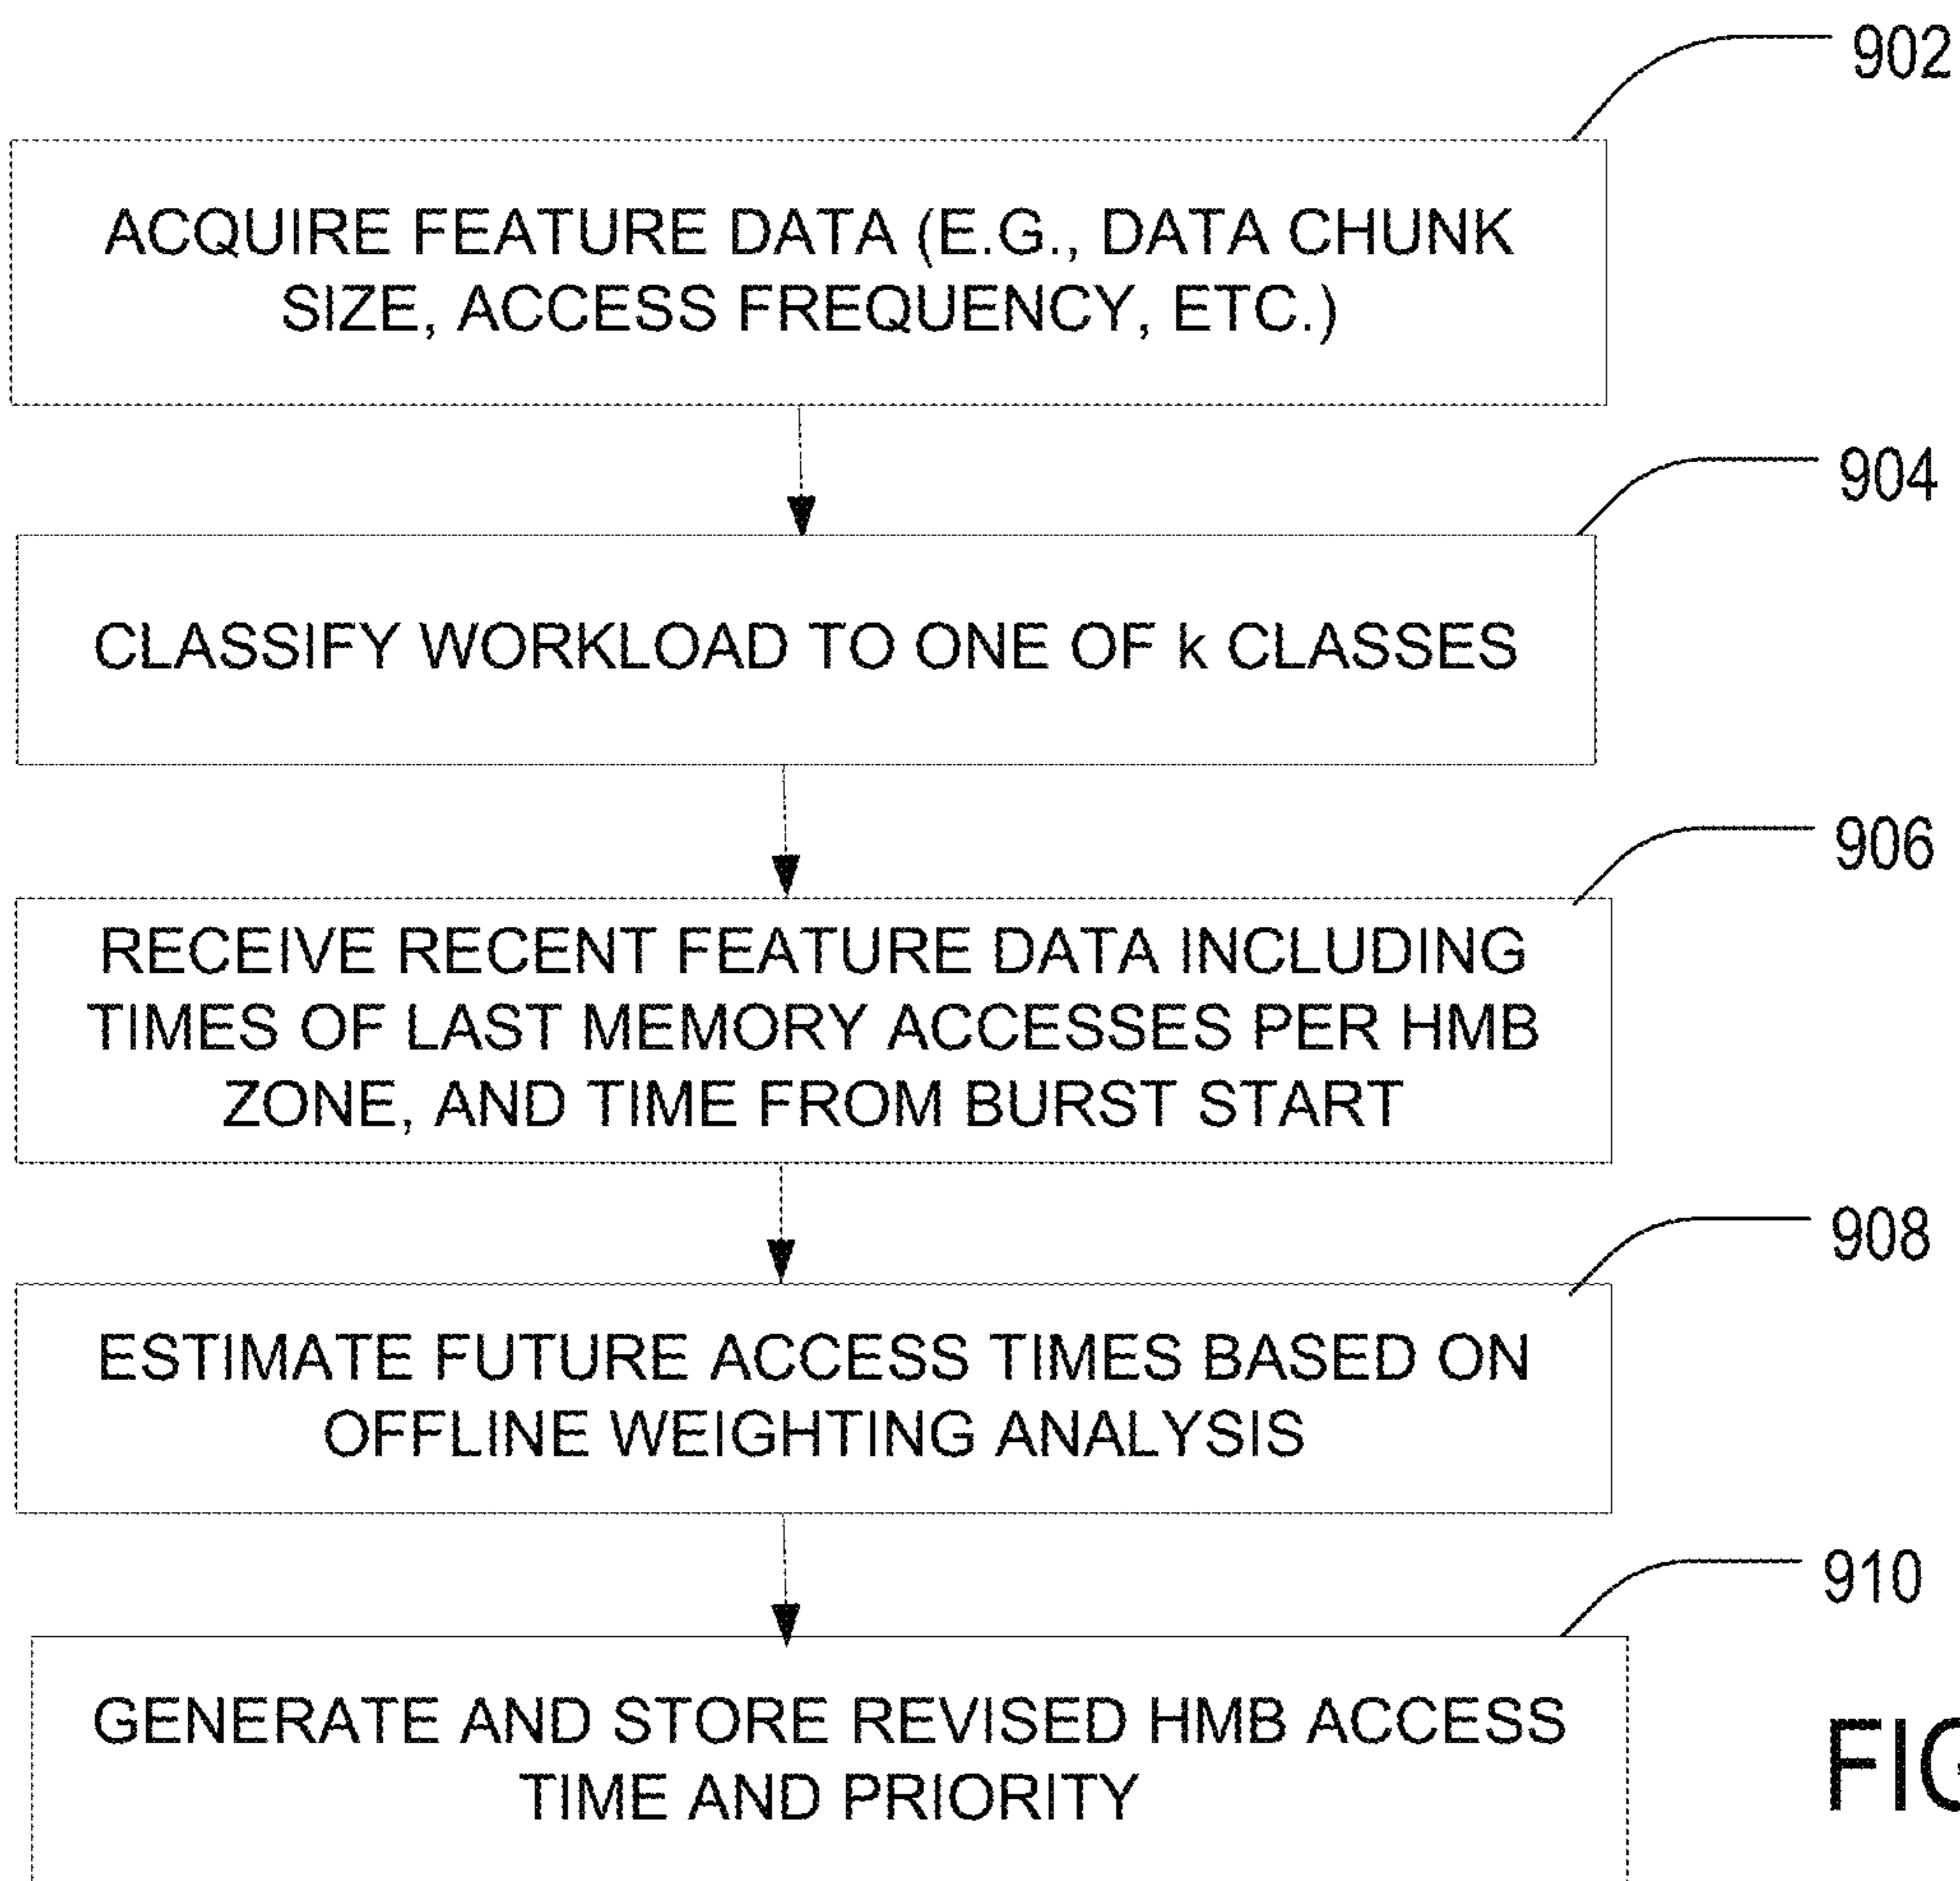 902
ACQUIRE FEATURE DATA (E.G., DATA CHUNK
SIZE, ACCESS FREQUENCY, ETC.)
904
CLASSIFY WORKLOAD TO ONE OF k CLASSES
906
RECEIVE RECENT FEATURE DATA INCLUDING
TIMES OF LAST MEMORY ACCESSES PER HMB
ZONE, AND TIME FROM BURST START
908
ESTIMATE FUTURE ACCESS TIMES BASED ON
OFFLINE WEIGHTING ANALYSIS
910
GENERATE AND STORE REVISED HMB ACCESS
TIME AND PRIORITY